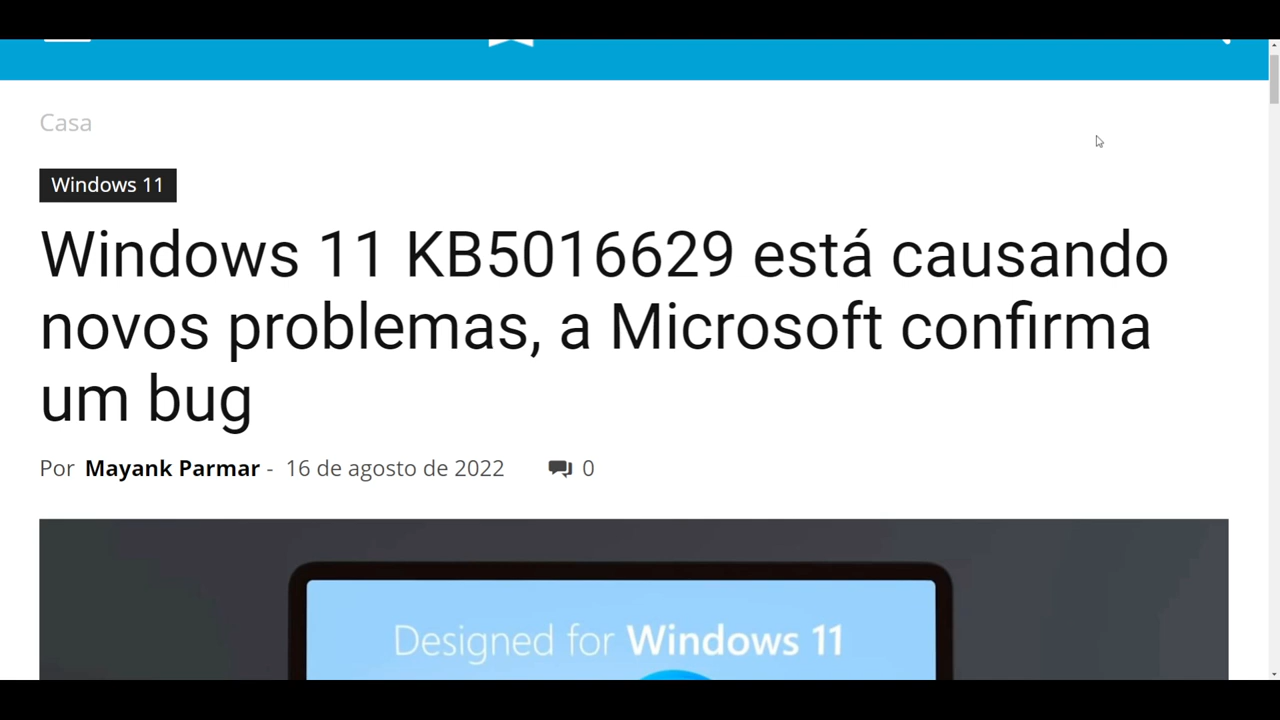 Casa
Windows 11
Windows 11 KB5016629 está causando
novos problemas, a Microsoft confirma
um bug
Por Mayank Parmar - 16 de agosto de 2022 0
Designed for Windows 11